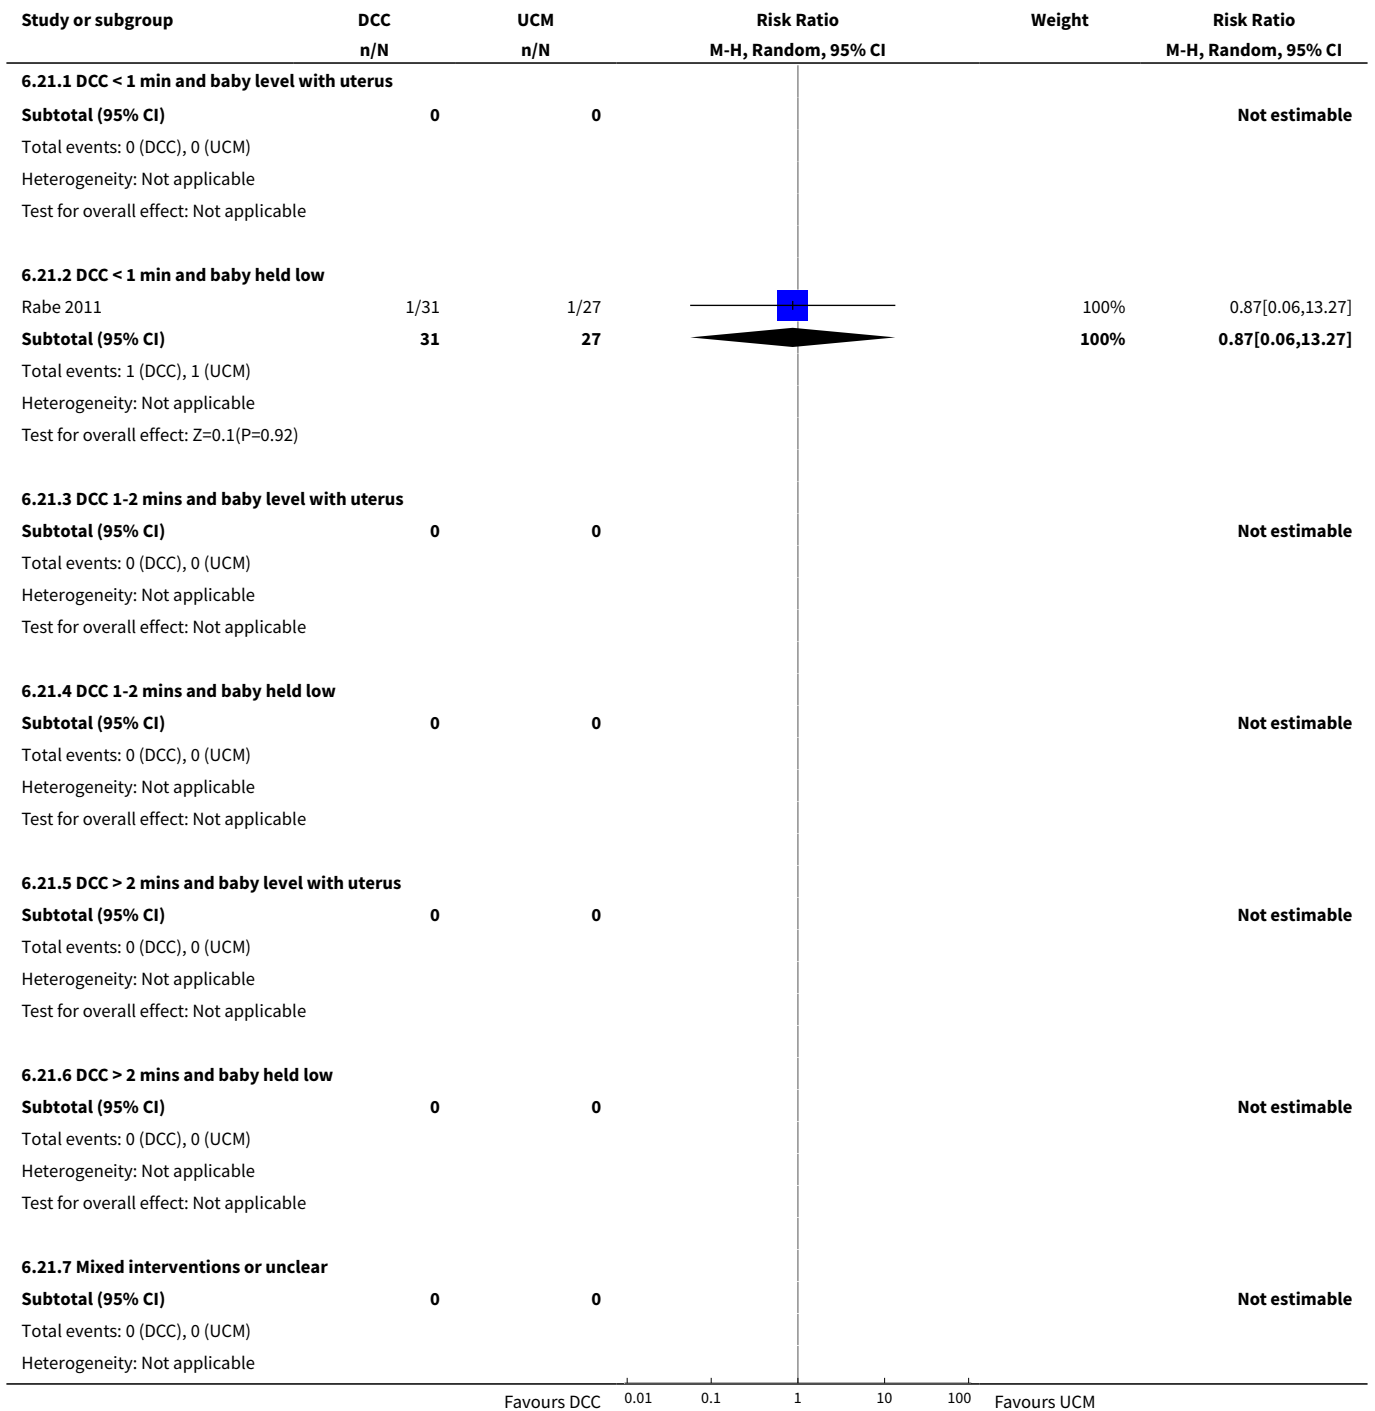 Study or subgroup DCC UCM Risk Ratio Weight Risk Ratio
n/N n/N M-H, Random, 95% CI M-H, Random, 95% CI
6.21.1 DCC < 1 min and baby level with uterus
Subtotal (95% CI) 0 0 Not estimable
Total events: 0 (DCC), 0 (UCM)
Heterogeneity: Not applicable
Test for overall effect: Not applicable
6.21.2 DCC < 1 min and baby held low
Rabe 2011 1/31 1/27 100% 0.87[0.06,13.27]
Subtotal (95% CI) 31 27 100% 0.87[0.06,13.27]
Total events: 1 (DCC), 1 (UCM)
Heterogeneity: Not applicable
Test for overall effect: Z=0.1(P=0.92)
6.21.3 DCC 1-2 mins and baby level with uterus
Subtotal (95% CI) 0 0 Not estimable
Total events: 0 (DCC), 0 (UCM)
Heterogeneity: Not applicable
Test for overall effect: Not applicable
6.21.4 DCC 1-2 mins and baby held low
Subtotal (95% CI) 0 0 Not estimable
Total events: 0 (DCC), 0 (UCM)
Heterogeneity: Not applicable
Test for overall effect: Not applicable
6.21.5 DCC > 2 mins and baby level with uterus
Subtotal (95% CI) 0 0 Not estimable
Total events: 0 (DCC), 0 (UCM)
Heterogeneity: Not applicable
Test for overall effect: Not applicable
6.21.6 DCC > 2 mins and baby held low
Subtotal (95% CI) 0 0 Not estimable
Total events: 0 (DCC), 0 (UCM)
Heterogeneity: Not applicable
Test for overall effect: Not applicable
6.21.7 Mixed interventions or unclear
Subtotal (95% CI) 0 0 Not estimable
Total events: 0 (DCC), 0 (UCM)
Heterogeneity: Not applicable
Favours DCC 0.01 0.1 1 10 100 Favours UCM